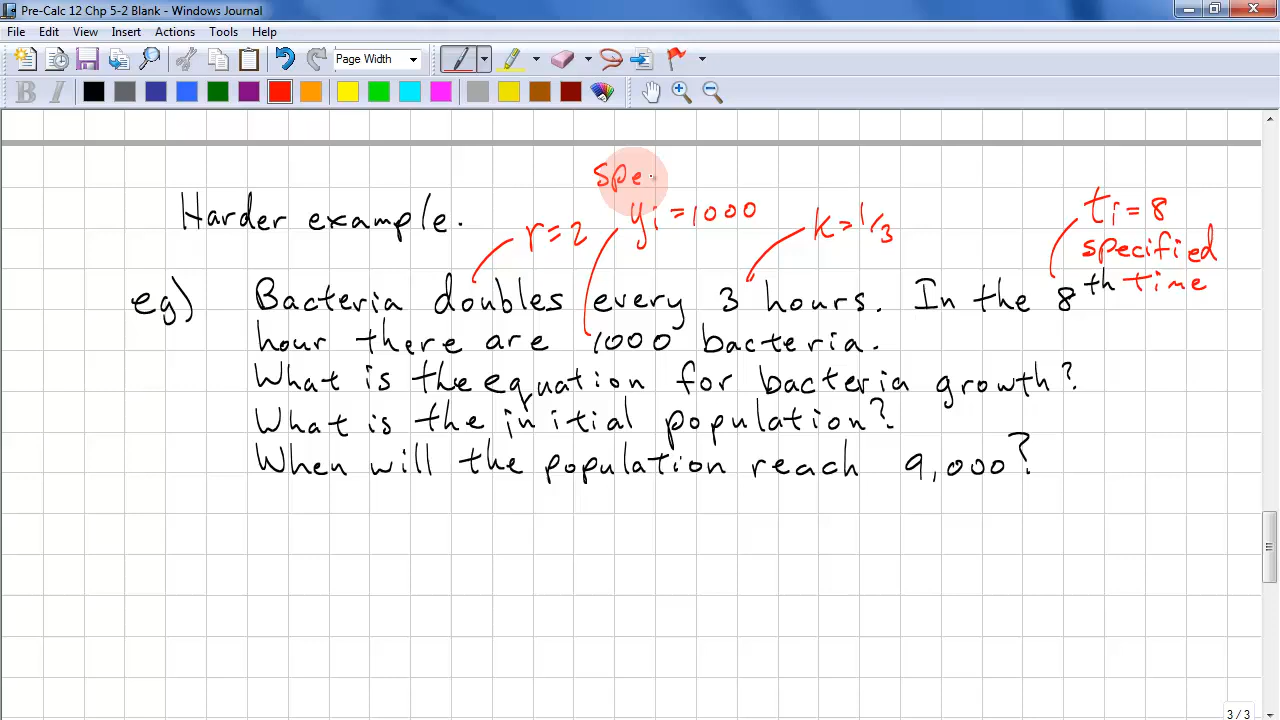 Pre-Calc 12 Chp 5-2 Blank - Windows Journal
File Edit View Insert Actions Tools Help
Page Width
B I
Spe
Harder example.
r=2
yi=1000
k=1/3
ti=8
specified
time
eg) Bacteria doubles every 3 hours. In the 8th
hour there are 1000 bacteria.
What is the equation for bacteria growth?
What is the initial population?
When will the population reach 9,000?
3/3